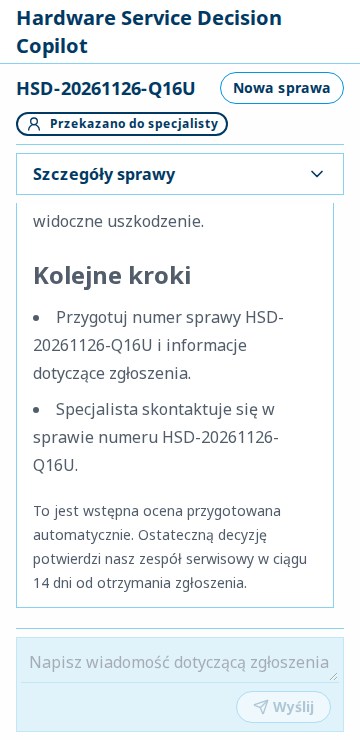 Hardware Service Decision
Copilot
HSD-20261126-Q16U
Nowa sprawa
Przekazano do specjalisty
Szczegóły sprawy
widoczne uszkodzenie.
Kolejne kroki
• Przygotuj numer sprawy HSD-
20261126-Q16U i informacje
dotyczące zgłoszenia.
• Specjalista skontaktuje się w
sprawie numeru HSD-20261126-
Q16U.
To jest wstępna ocena przygotowana
automatycznie. Ostateczną decyzję
potwierdzi nasz zespół serwisowy w ciągu
14 dni od otrzymania zgłoszenia.
Napisz wiadomość dotyczącą zgłoszenia
Wyślij